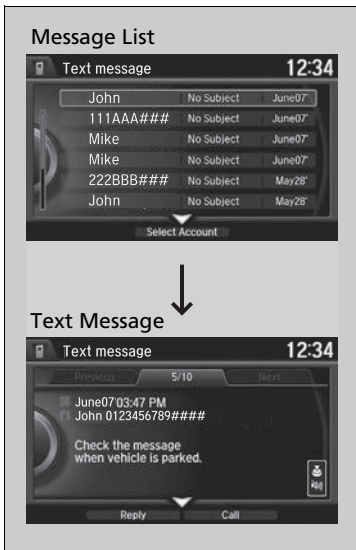 Message List
Text message 12:34
John No Subject June07'
111AAA### No Subject June07'
Mike No Subject June07'
Mike No Subject June07'
222BBB### No Subject May28'
John No Subject May28'
Select Account
Text Message
Text message 12:34
Previous 5/10 Next
June07'03:47 PM
John 0123456789####
Check the message
when vehicle is parked.
Reply Call